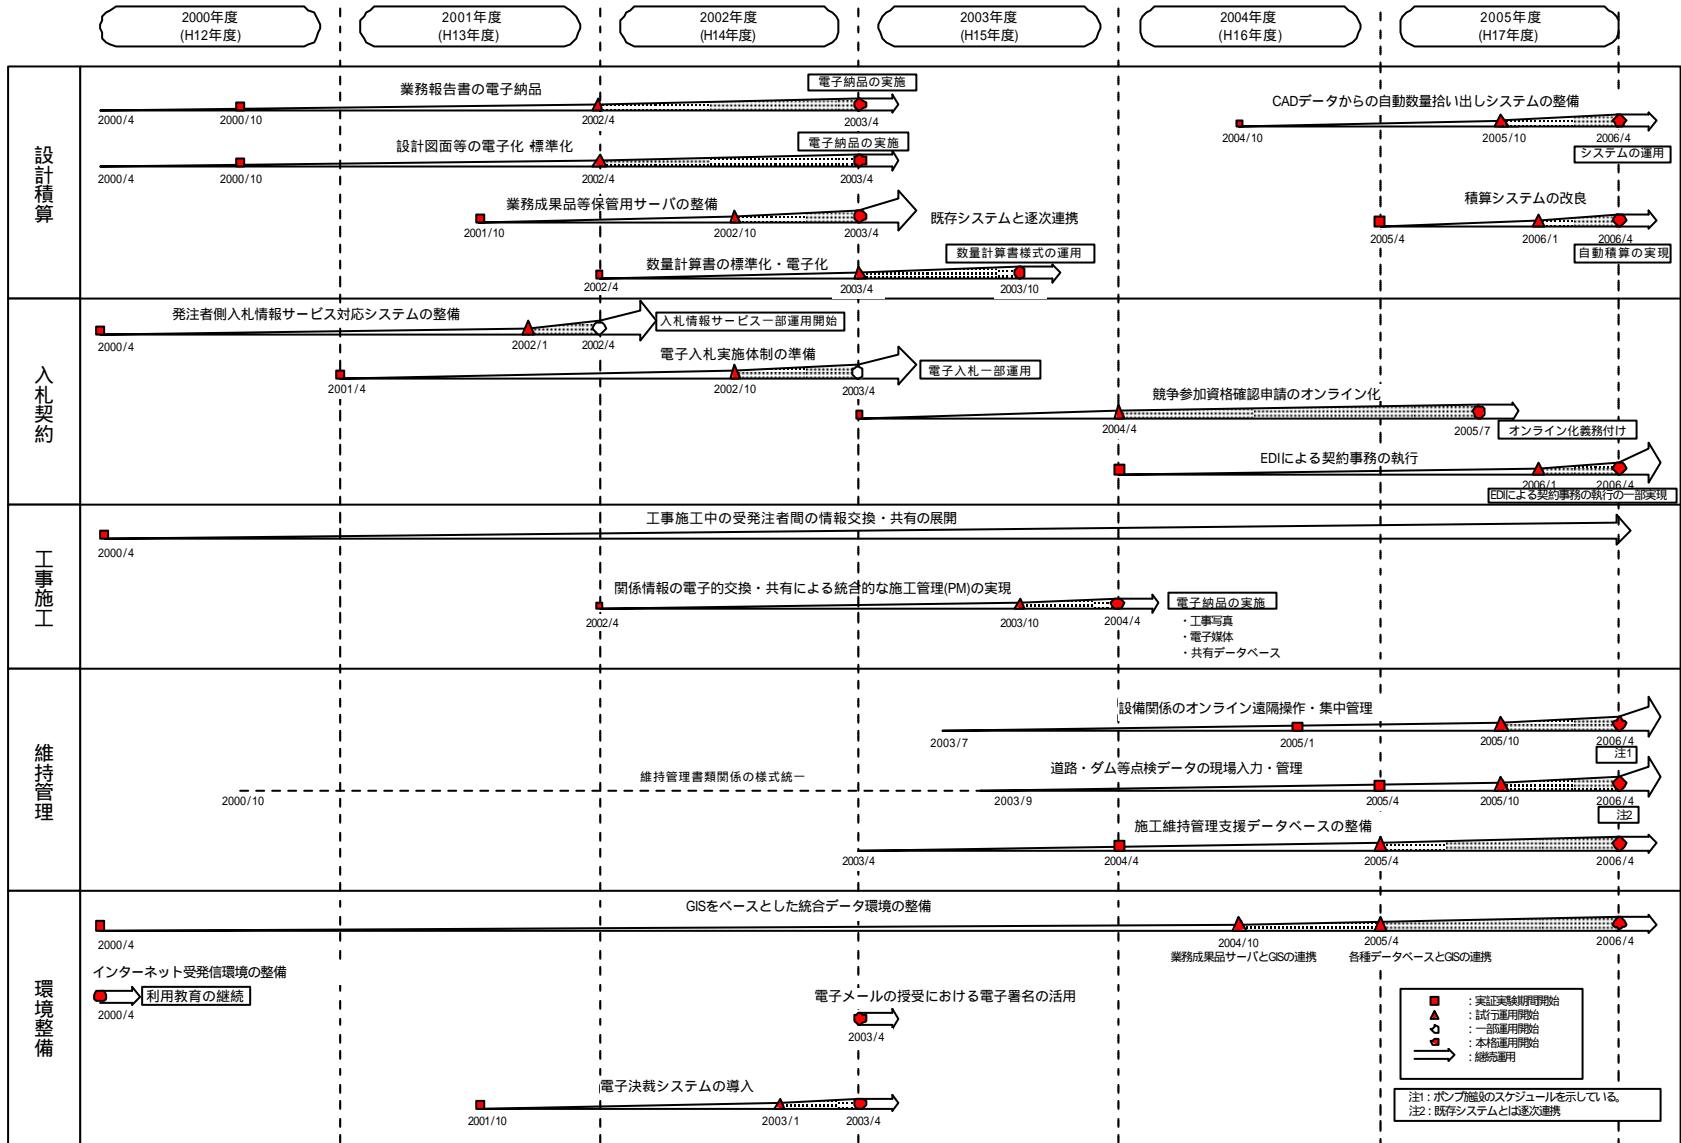 2000年度
(H12年度)
2001年度
(H13年度)
2002年度
(H14年度)
2003年度
(H15年度)
2004年度
(H16年度)
2005年度
(H17年度)
設計積算
業務報告書の電子納品
電子納品の実施
2000/4
2000/10
2002/4
2003/4
設計図面等の電子化・標準化
電子納品の実施
2000/4
2000/10
2002/4
2003/4
業務成果品等保管用サーバの整備
2001/10
2002/10
2003/4
既存システムと逐次連携
数量計算書の標準化・電子化
数量計算書様式の運用
2002/4
2003/4
2003/10
CADデータからの自動数量拾い出しシステムの整備
2004/10
2005/10
2006/4
システムの運用
積算システムの改良
2005/4
2006/1
2006/4
自動積算の実現
入札契約
発注者側入札情報サービス対応システムの整備
2000/4
2002/1
2002/4
入札情報サービス一部運用開始
電子入札実施体制の準備
2001/4
2002/10
2003/4
電子入札一部運用
競争参加資格確認申請のオンライン化
2004/4
2005/7
オンライン化義務付け
EDIによる契約事務の執行
2006/1
2006/4
EDIによる契約事務の執行の一部実現
工事施工
工事施工中の受発注者間の情報交換・共有の展開
2000/4
関係情報の電子的交換・共有による統合的な施工管理(PM)の実現
2002/4
2003/10
2004/4
電子納品の実施
・工事写真
・電子媒体
・共有データベース
維持管理
設備関係のオンライン遠隔操作・集中管理
2003/7
2005/1
2005/10
2006/4
注1
維持管理書類関係の様式統一
道路・ダム等点検データの現場入力・管理
2000/10
2003/9
2005/4
2005/10
2006/4
注2
施工維持管理支援データベースの整備
2003/4
2004/4
2005/4
2006/4
環境整備
GISをベースとした統合データ環境の整備
2000/4
2004/10
2005/4
2006/4
業務成果品サーバとGISの連携
各種データベースとGISの連携
インターネット受発信環境の整備
利用教育の継続
2000/4
電子メールの授受における電子署名の活用
2003/4
電子決裁システムの導入
2001/10
2003/1
2003/4
：実証実験期間開始
：試行運用開始
：一部運用開始
：本格運用開始
：継続運用
注1：ポンプ施設のスケジュールを示している。
注2：既存システムとは逐次連携